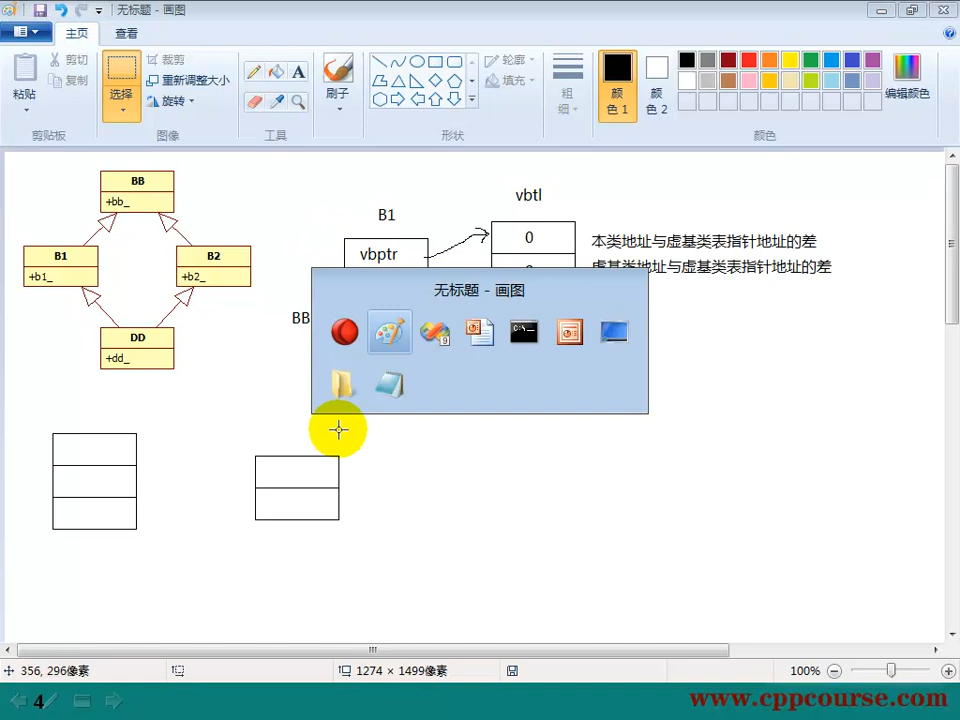 无标题 - 画图
主页
查看
粘贴
剪切
复制
剪贴板
选择
裁剪
重新调整大小
旋转
图像
A
工具
刷子
轮廓
填充
形状
粗
细
颜
色 1
颜
色 2
编辑颜色
颜色
BB
+bb_
B1
+b1_
B2
+b2_
DD
+dd_
vbtl
B1
0
vbptr
本类地址与虚基类表指针地址的差
虚基类地址与虚基类表指针地址的差
BB
无标题 - 画图
9
C:\_
356, 296像素
1274 × 1499像素
100%
4
www.cppcourse.com